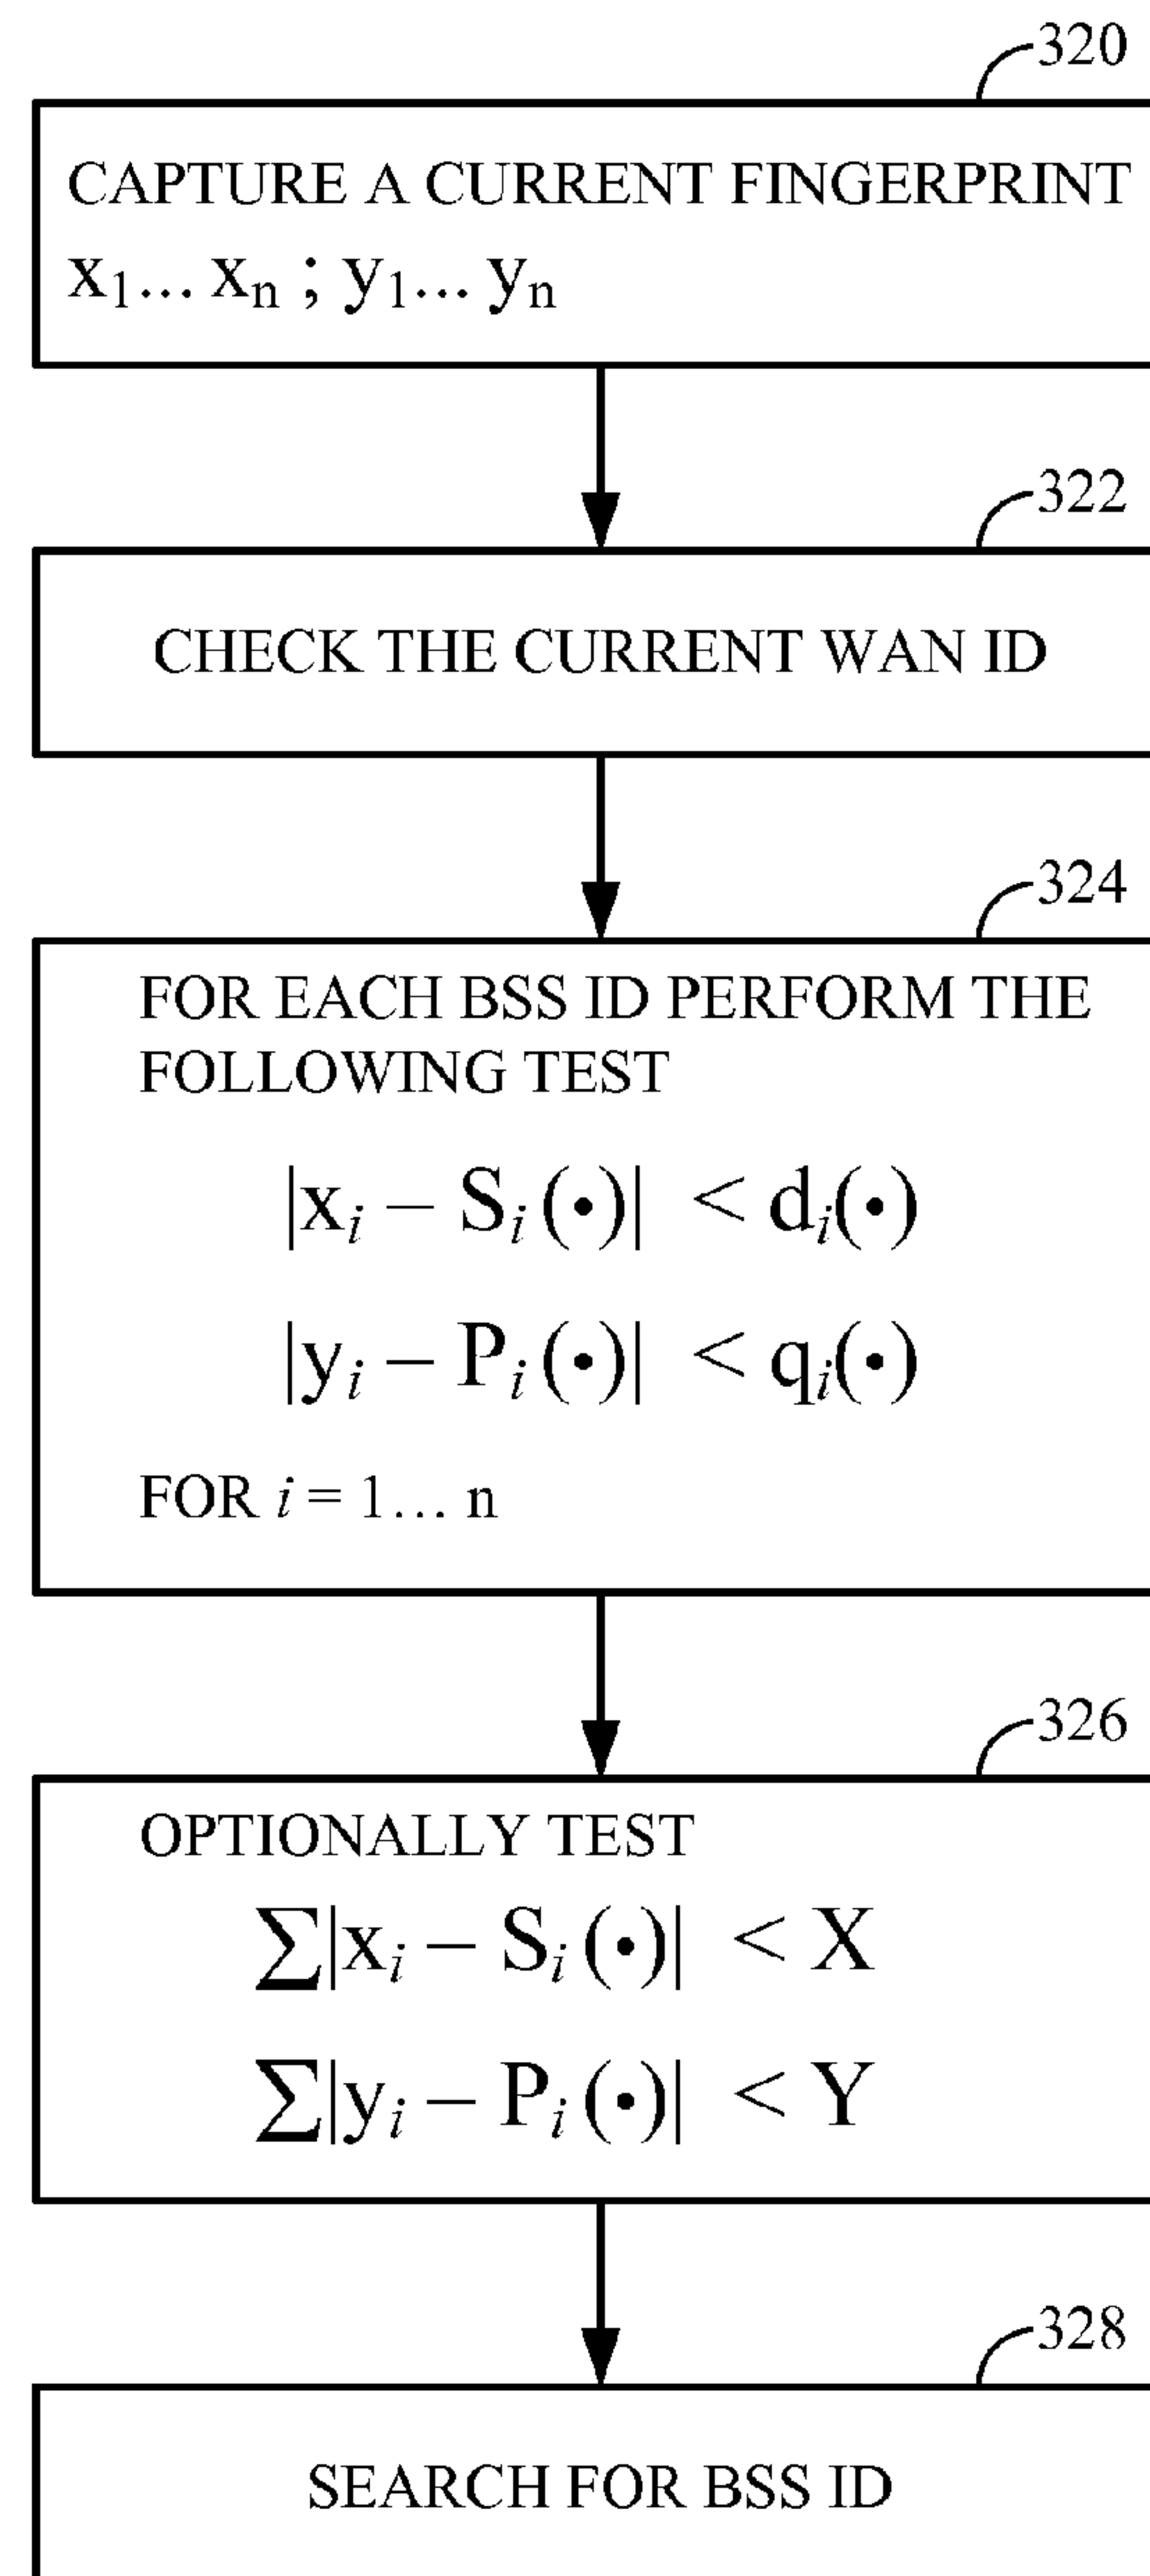 320
CAPTURE A CURRENT FINGERPRINT
x₁... xₙ ; y₁... yₙ
322
CHECK THE CURRENT WAN ID
324
FOR EACH BSS ID PERFORM THE
FOLLOWING TEST
|xᵢ – Sᵢ (•)| < dᵢ(•)
|yᵢ – Pᵢ (•)| < qᵢ(•)
FOR i = 1... n
326
OPTIONALLY TEST
∑|xᵢ – Sᵢ (•)| < X
∑|yᵢ – Pᵢ (•)| < Y
328
SEARCH FOR BSS ID